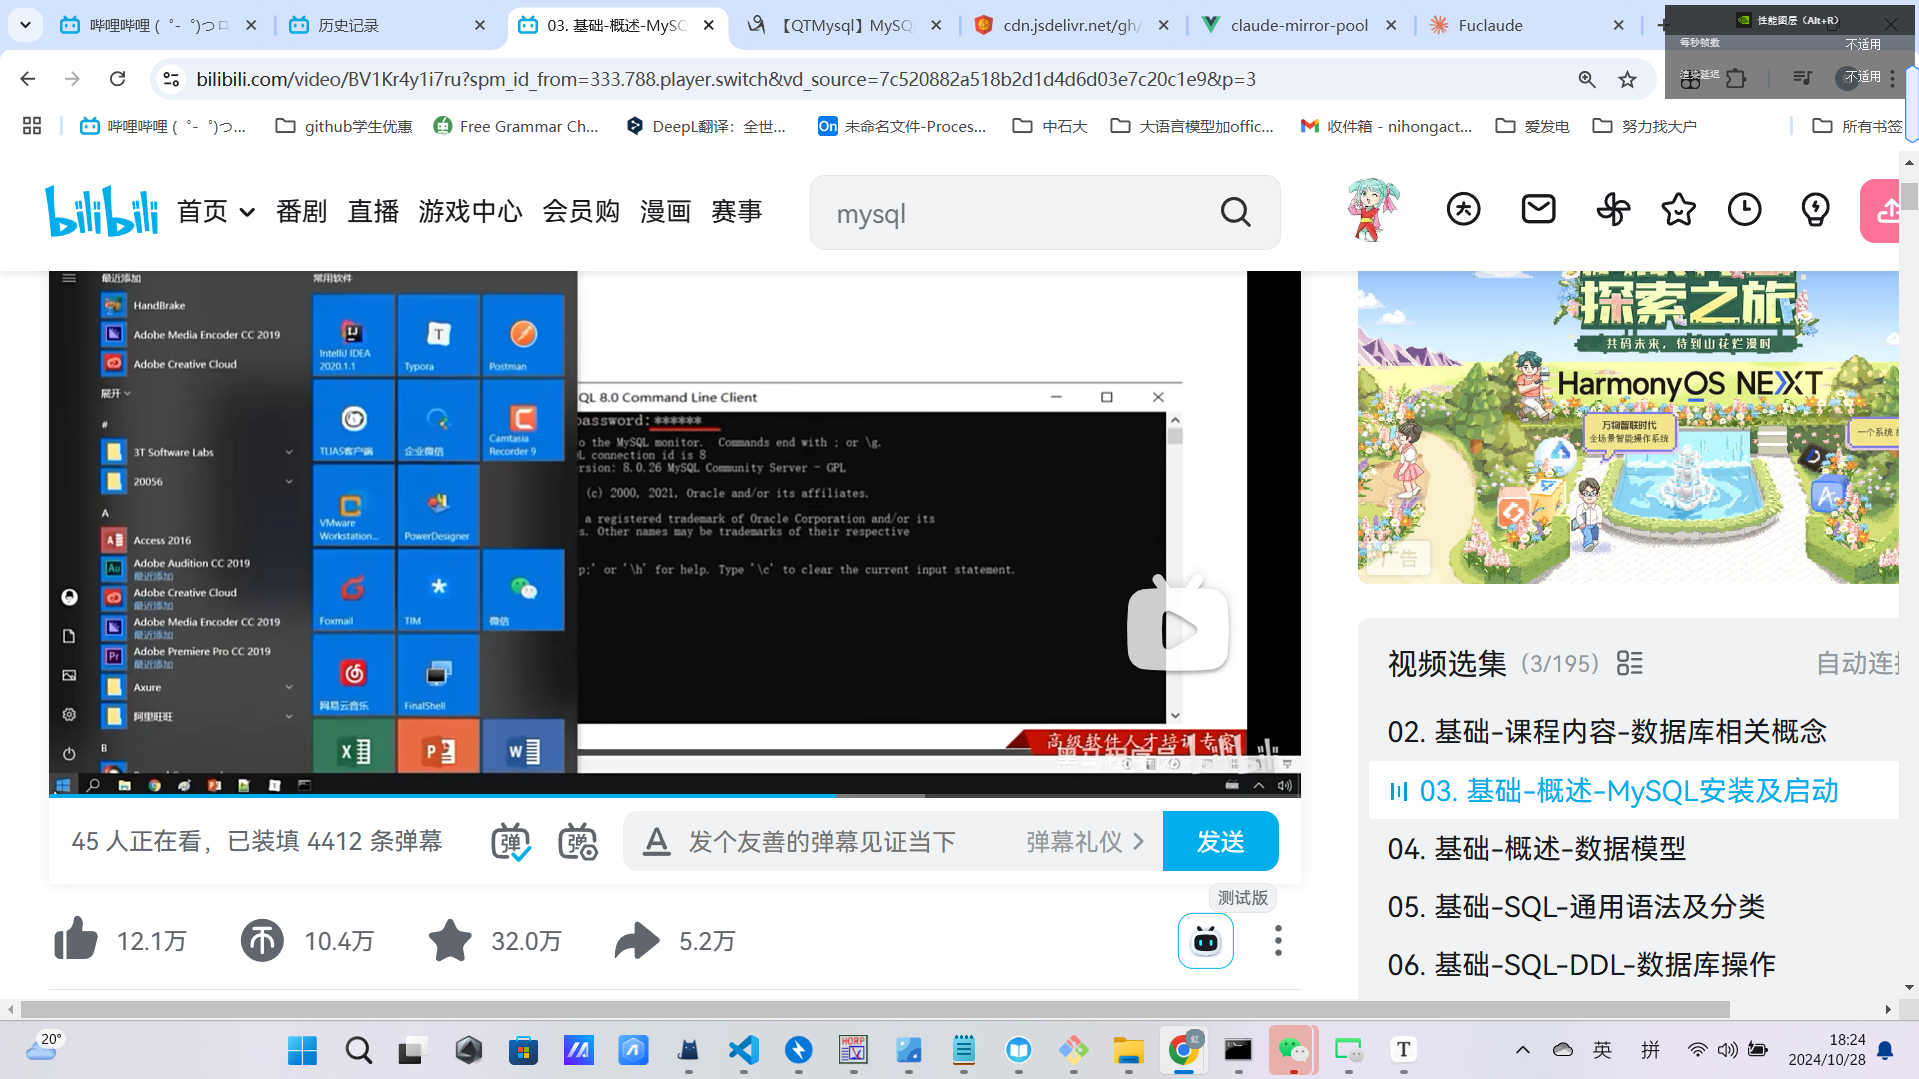 哔哩哔哩 (゜-゜)つロ
历史记录
03. 基础-概述-MySQ
【QTMysql】MySQ
cdn.jsdelivr.net/gh/
claude-mirror-pool
Fuclaude
性能图层 (Alt+R)
每秒帧数
不适用
渲染延迟
不适用
bilibili.com/video/BV1Kr4y1i7ru?spm_id_from=333.788.player.switch&vd_source=7c520882a518b2d1d4d6d03e7c20c1e9&p=3
哔哩哔哩 (゜-゜)つ...
github学生优惠
Free Grammar Ch...
DeepL翻译：全世...
On
未命名文件-Proces...
中石大
大语言模型加offic...
收件箱 - nihongact...
爱发电
努力找大户
所有书签
bilibili
首页
番剧
直播
游戏中心
会员购
漫画
赛事
mysql
最近添加
HandBrake
Adobe Media Encoder CC 2019
Adobe Creative Cloud
展开
#
3T Software Labs
20056
A
Access 2016
Adobe Audition CC 2019
最近添加
Adobe Creative Cloud
最近添加
Adobe Media Encoder CC 2019
最近添加
Adobe Premiere Pro CC 2019
最近添加
Axure
阿里旺旺
B
常用软件
IntelliJ IDEA
2020.1.1
Typora
Postman
TLIAS客户端
企业微信
Camtasia
Recorder 9
VMware
Workstation...
PowerDesigner
Foxmail
TIM
微信
网易云音乐
FinalShell
QL 8.0 Command Line Client
password: ******
o the MySQL monitor.  Commands end with ; or \g.
L connection id is 8
rsion: 8.0.26 MySQL Community Server - GPL
(c) 2000, 2021, Oracle and/or its affiliates.
a registered trademark of Oracle Corporation and/or its
s. Other names may be trademarks of their respective
p;' or '\h' for help. Type '\c' to clear the current input statement.
高级软件人才培训专家
45 人正在看，
已装填 4412 条弹幕
发个友善的弹幕见证当下
弹幕礼仪
发送
测试版
12.1万
10.4万
32.0万
5.2万
探索之旅
共码未来，待到山花烂漫时
HarmonyOS NEXT
万物智联时代
全场景智能操作系统
一个系统
广告
视频选集
（3/195）
自动连
02. 基础-课程内容-数据库相关概念
03. 基础-概述-MySQL安装及启动
04. 基础-概述-数据模型
05. 基础-SQL-通用语法及分类
06. 基础-SQL-DDL-数据库操作
20°
英
拼
18:24
2024/10/28